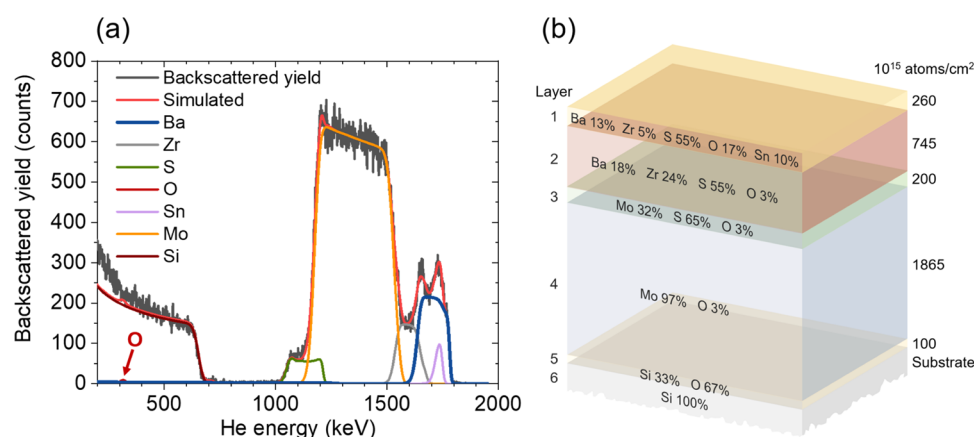 (a)
800
700
600
500
400
300
200
100
0
Backscattered yield (counts)
Backscattered yield
Simulated
Ba
Zr
S
O
Sn
Mo
Si
O
500
1000
1500
2000
He energy (keV)
(b)
10¹⁵ atoms/cm²
Layer
260
1
Ba 13% Zr 5% S 55% O 17% Sn 10%
745
2
Ba 18% Zr 24% S 55% O 3%
200
3
Mo 32% S 65% O 3%
1865
4
Mo 97% O 3%
100
5
Substrate
Si 33% O 67%
6
Si 100%